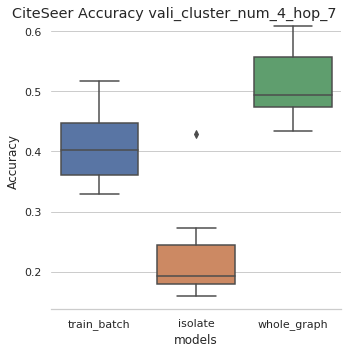 CiteSeer Accuracy vali_cluster_num_4_hop_7
0.6
0.5
0.4
0.3
0.2
Accuracy
train_batch isolate whole_graph
models